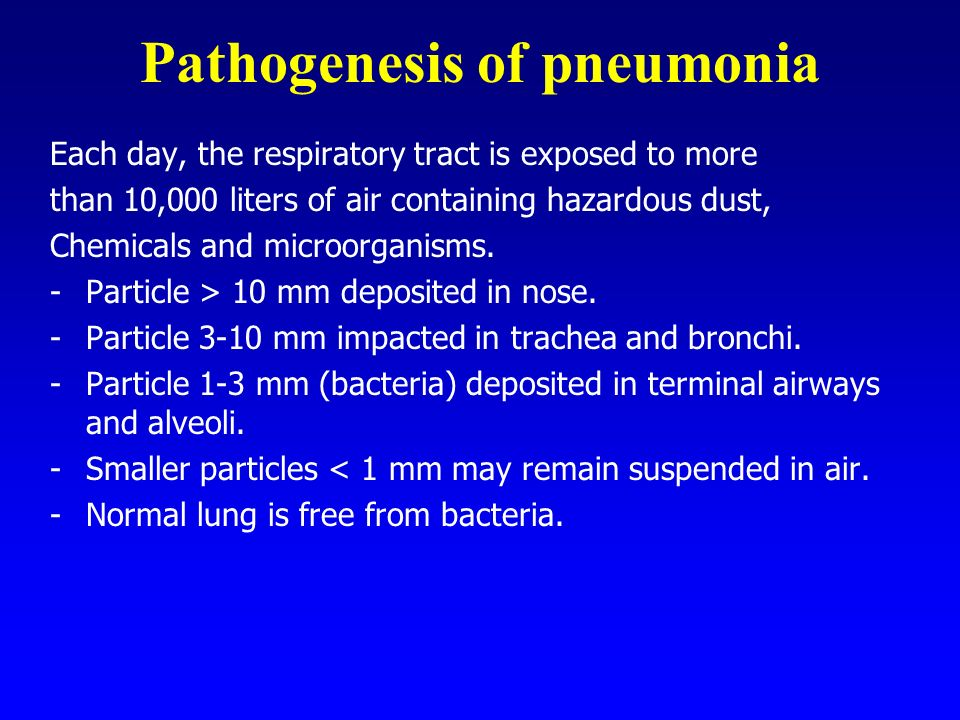 Pathogenesis of pneumonia
Each day, the respiratory tract is exposed to more
than 10,000 liters of air containing hazardous dust,
Chemicals and microorganisms.
- Particle > 10 mm deposited in nose.
- Particle 3-10 mm impacted in trachea and bronchi.
- Particle 1-3 mm (bacteria) deposited in terminal airways
and alveoli.
- Smaller particles < 1 mm may remain suspended in air.
- Normal lung is free from bacteria.